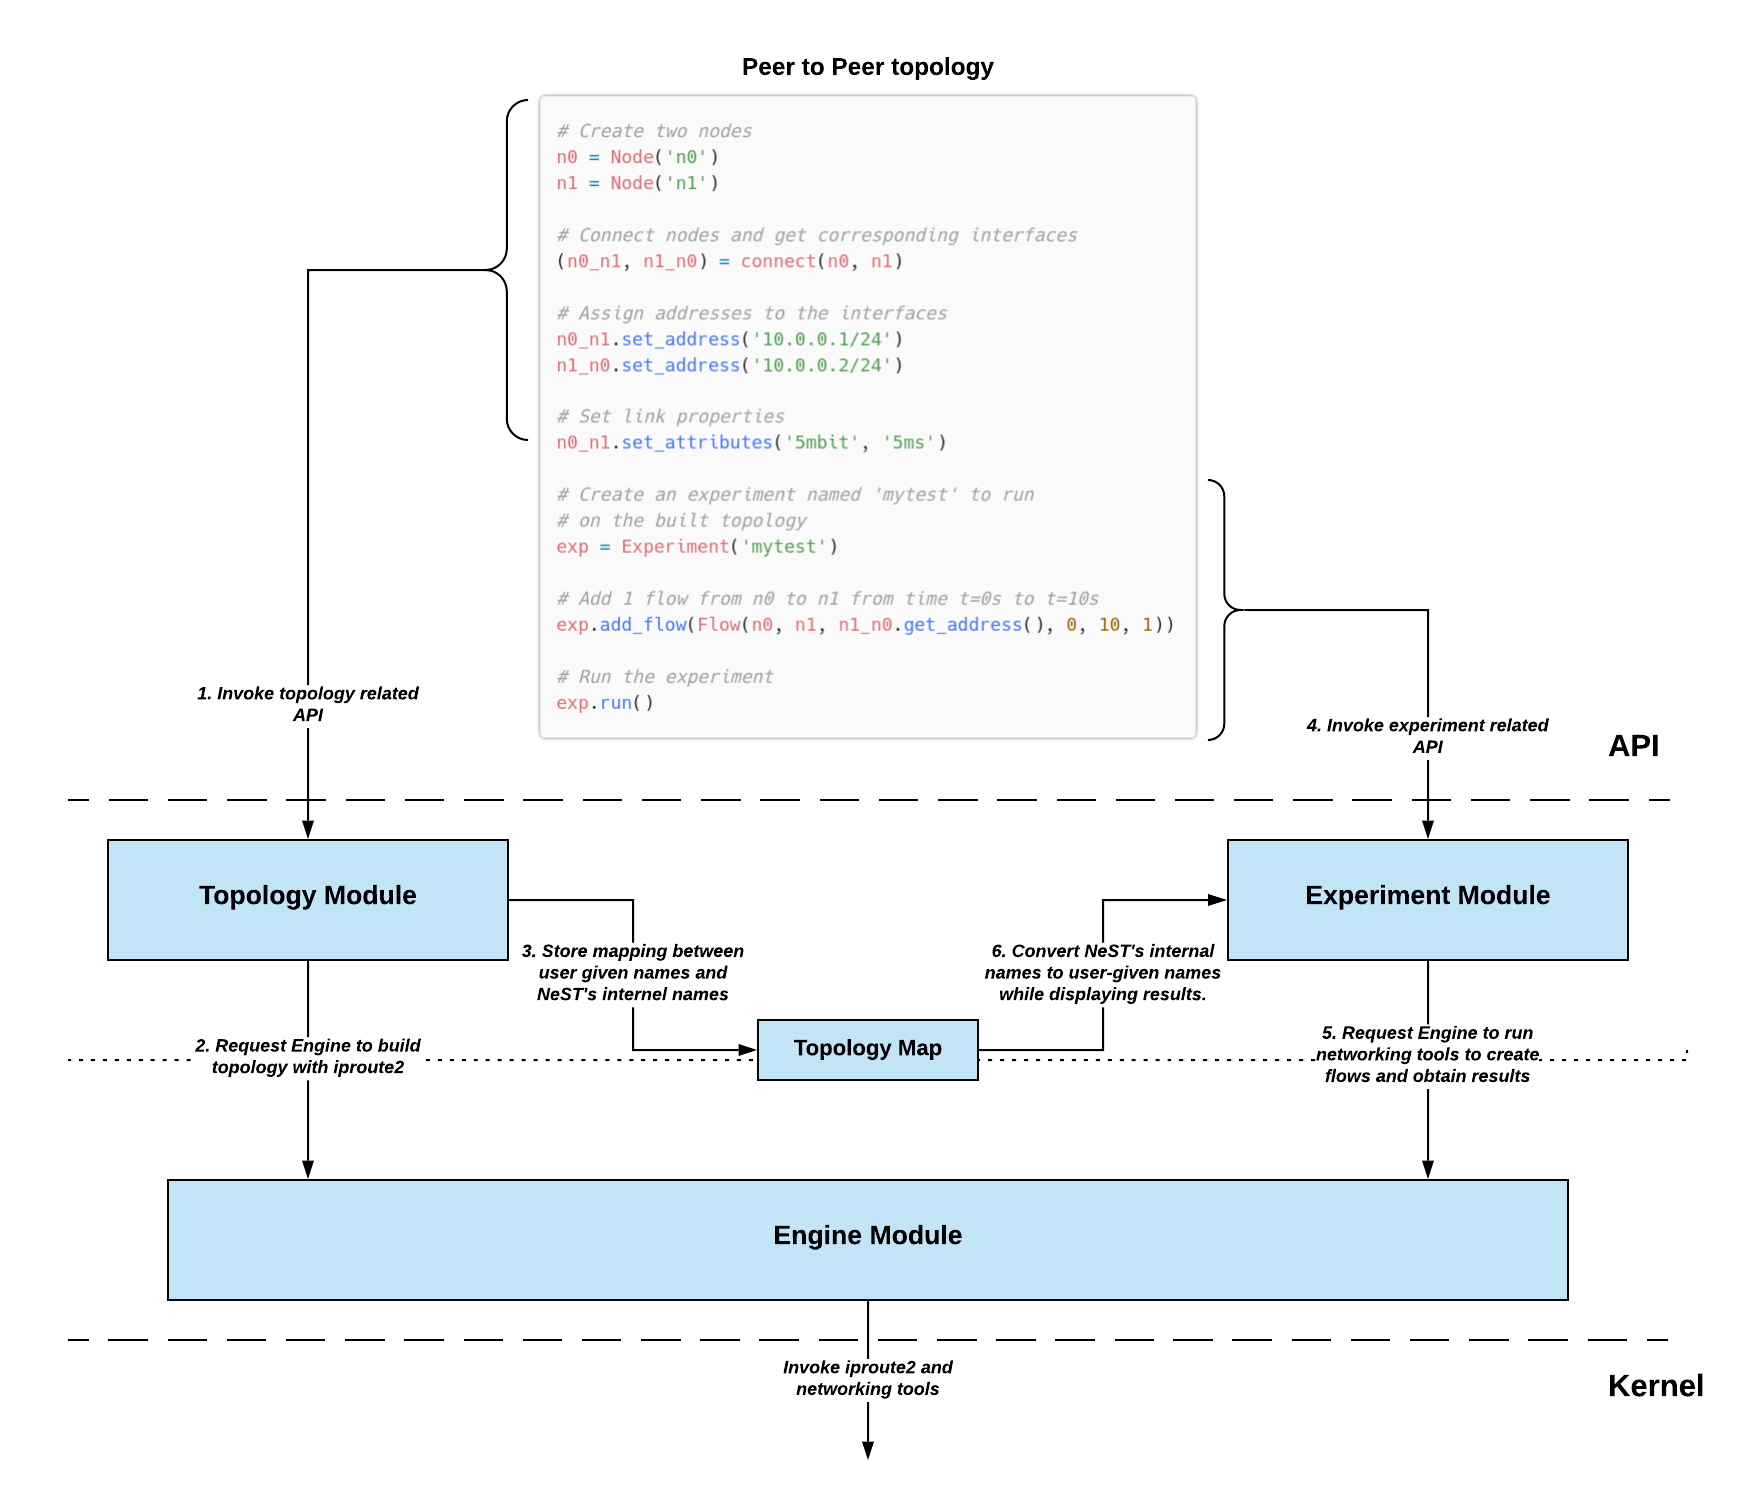 Peer to Peer topology
# Create two nodes
n0 = Node('n0')
n1 = Node('n1')
# Connect nodes and get corresponding interfaces
(n0_n1, n1_n0) = connect(n0, n1)
# Assign addresses to the interfaces
n0_n1.set_address('10.0.0.1/24')
n1_n0.set_address('10.0.0.2/24')
# Set link properties
n0_n1.set_attributes('5mbit', '5ms')
# Create an experiment named 'mytest' to run
# on the built topology
exp = Experiment('mytest')
# Add 1 flow from n0 to n1 from time t=0s to t=10s
exp.add_flow(Flow(n0, n1, n1_n0.get_address(), 0, 10, 1))
# Run the experiment
exp.run()
1. Invoke topology related
API
4. Invoke experiment related
API
API
Topology Module
Experiment Module
3. Store mapping between
user given names and
NeST's internel names
6. Convert NeST's internal
names to user-given names
while displaying results.
2. Request Engine to build
topology with iproute2
Topology Map
5. Request Engine to run
networking tools to create
flows and obtain results
Engine Module
Invoke iproute2 and
networking tools
Kernel